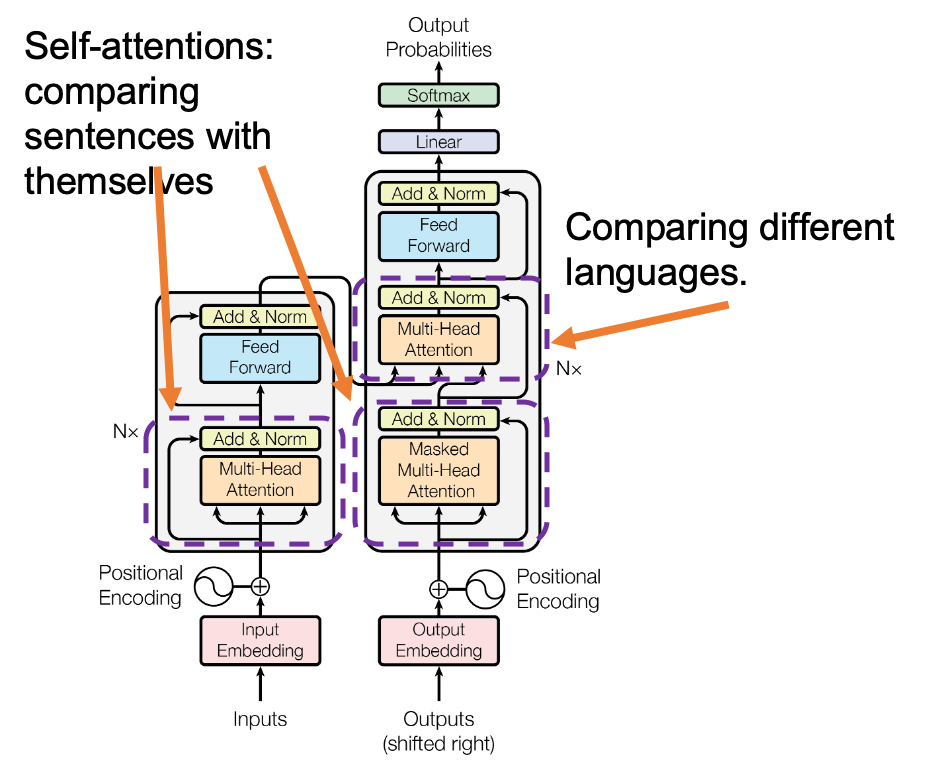 Self-attentions:
comparing
sentences with
themselves
Output
Probabilities
Softmax
Linear
Add & Norm
Feed
Forward
Add & Norm
Multi-Head
Attention
Comparing different
languages.
N×
Add & Norm
Masked
Multi-Head
Attention
Add & Norm
Feed
Forward
N×
Add & Norm
Multi-Head
Attention
Positional
Encoding
Positional
Encoding
Input
Embedding
Output
Embedding
Inputs
Outputs
(shifted right)